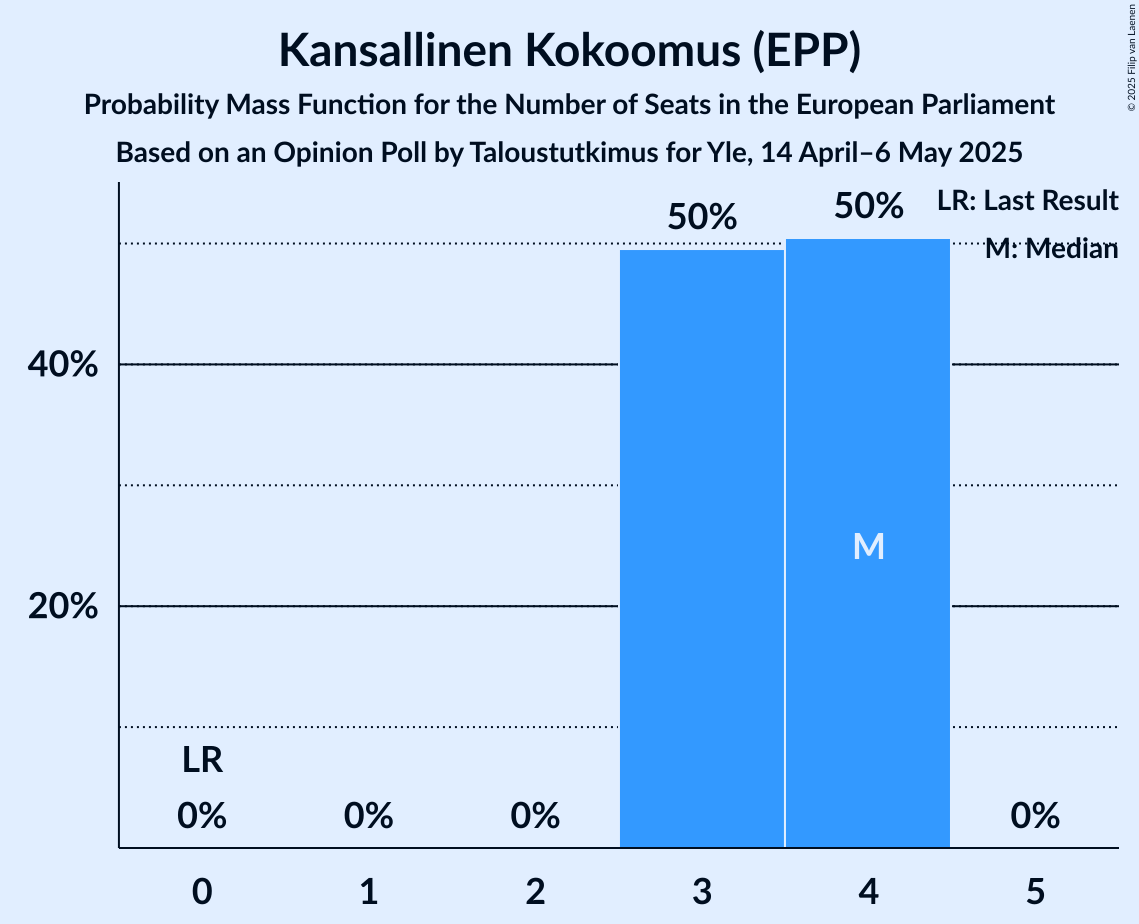 Kansallinen Kokoomus (EPP)
Probability Mass Function for the Number of Seats in the European Parliament
Based on an Opinion Poll by Taloustutkimus for Yle, 14 April–6 May 2025
© 2025 Filip van Laenen
LR: Last Result
M: Median
50%
50%
40%
20%
M
LR
0%
0%
0%
0%
0
1
2
3
4
5